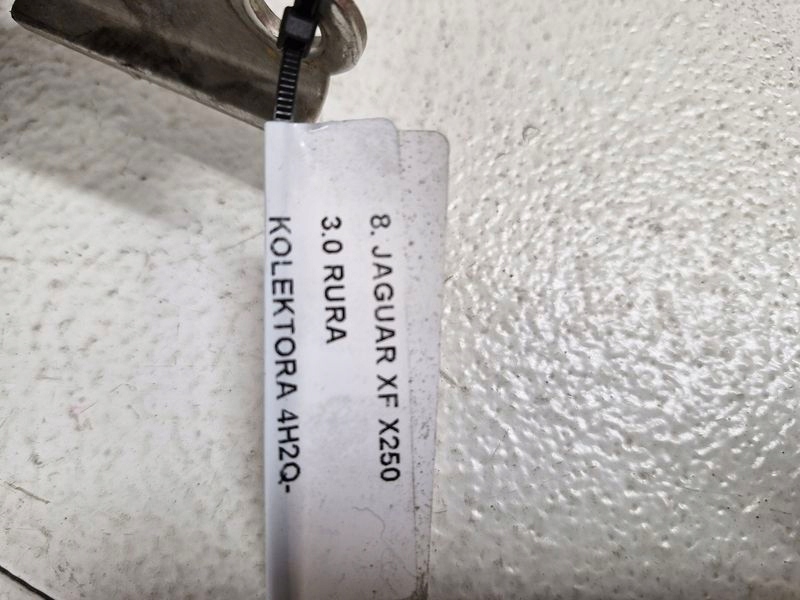 8. JAGUAR XF X250
3.0 RURA
KOLEKTORA 4H2Q-